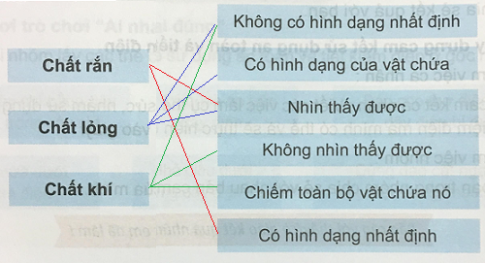 Không có hình dạng nhất định
Có hình dạng của vật chứa
Chất rắn
Nhìn thấy được
Chất lỏng
Không nhìn thấy được
Chất khí
Chiếm toàn bộ vật chứa nó
Có hình dạng nhất định